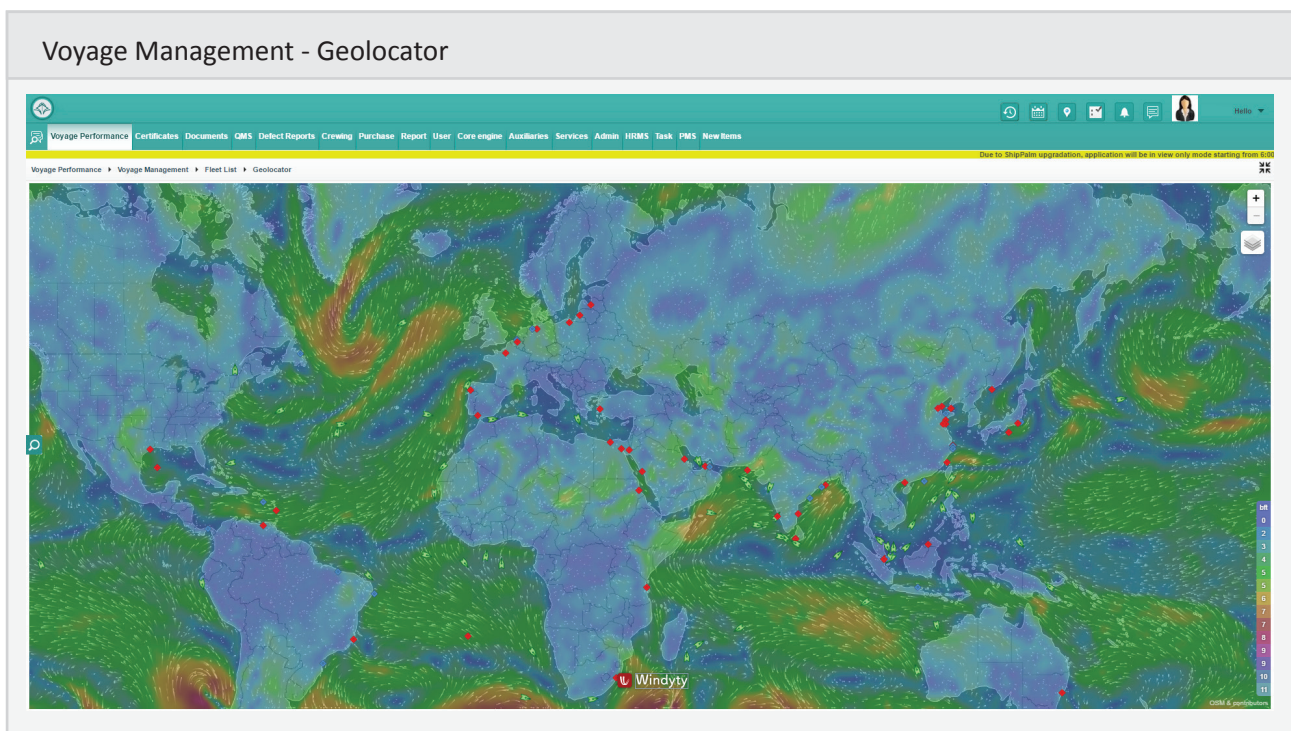 Voyage Management - Geolocator
Hello
Voyage Performance Certificates Documents QMS Defect Reports Crewing Purchase Report User Core engine Auxiliaries Services Admin HRMS Task PMS New Items
Due to ShipPalm upgradation, application will be in view only mode starting from 6:00
Voyage Performance Voyage Management Fleet List Geolocator
+
-
bft
0
2
3
4
5
5
6
7
7
8
9
9
10
11
Windyty
OSM & contributors